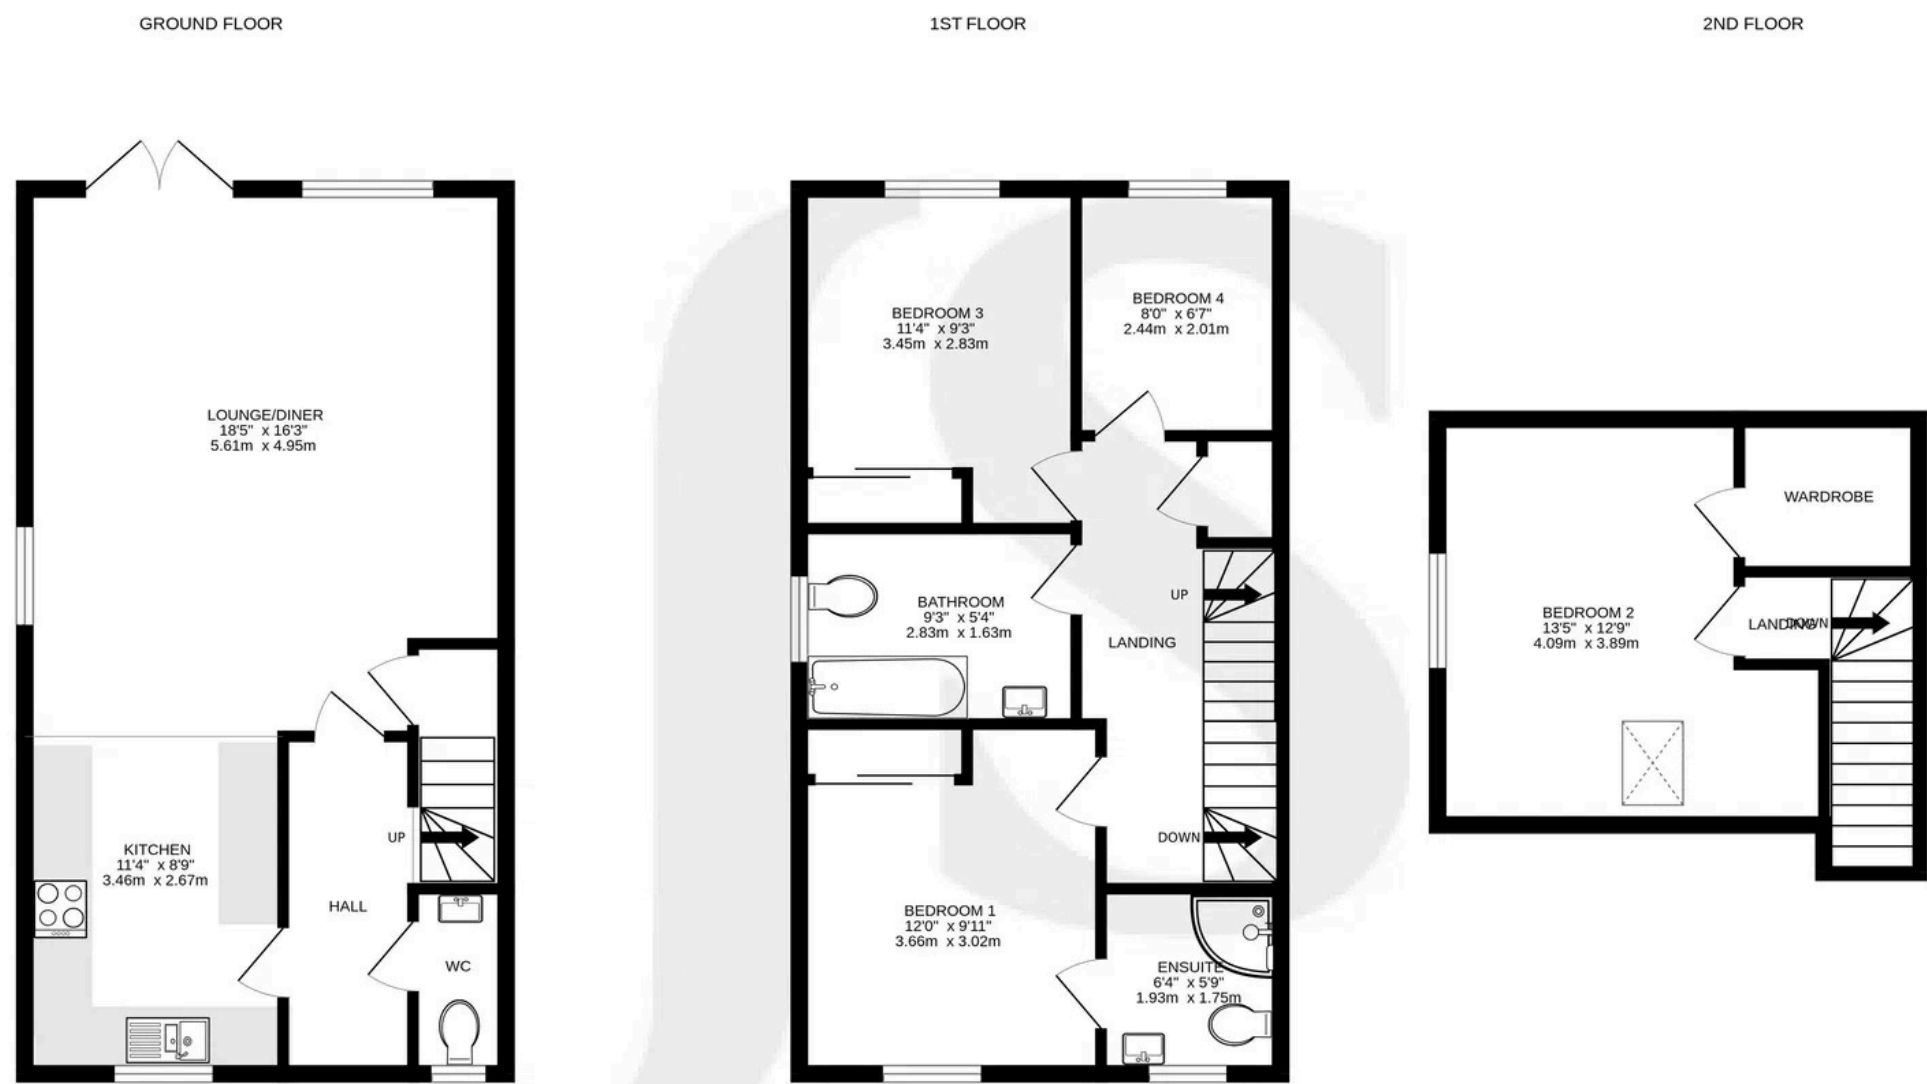 GROUND FLOOR
LOUNGE/DINER
18'5" x 16'3"
5.61m x 4.95m
KITCHEN
11'4" x 8'9"
3.46m x 2.67m
UP
HALL
WC
1ST FLOOR
BEDROOM 3
11'4" x 9'3"
3.45m x 2.83m
BEDROOM 4
8'0" x 6'7"
2.44m x 2.01m
BATHROOM
9'3" x 5'4"
2.83m x 1.63m
UP
LANDING
DOWN
BEDROOM 1
12'0" x 9'11"
3.66m x 3.02m
ENSUITE
6'4" x 5'9"
1.93m x 1.75m
2ND FLOOR
WARDROBE
BEDROOM 2
13'5" x 12'9"
4.09m x 3.89m
LANDING
DOWN